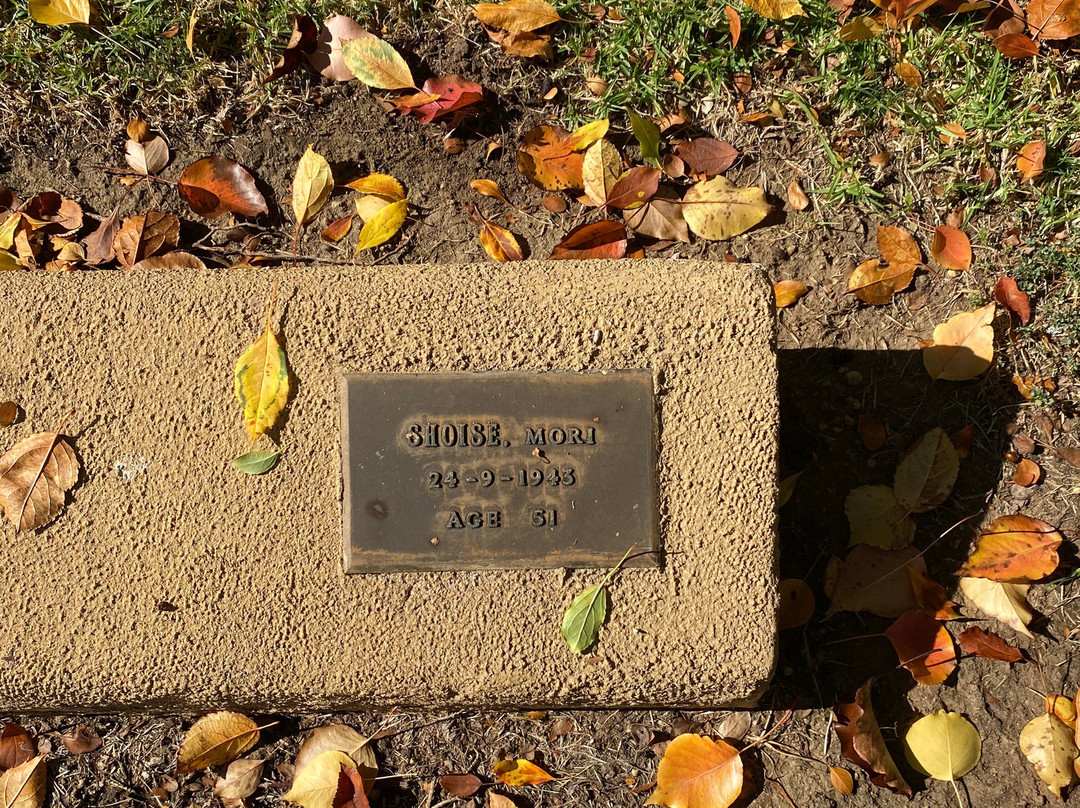 SHOISE, MORI
24-9-1943
AGE 51